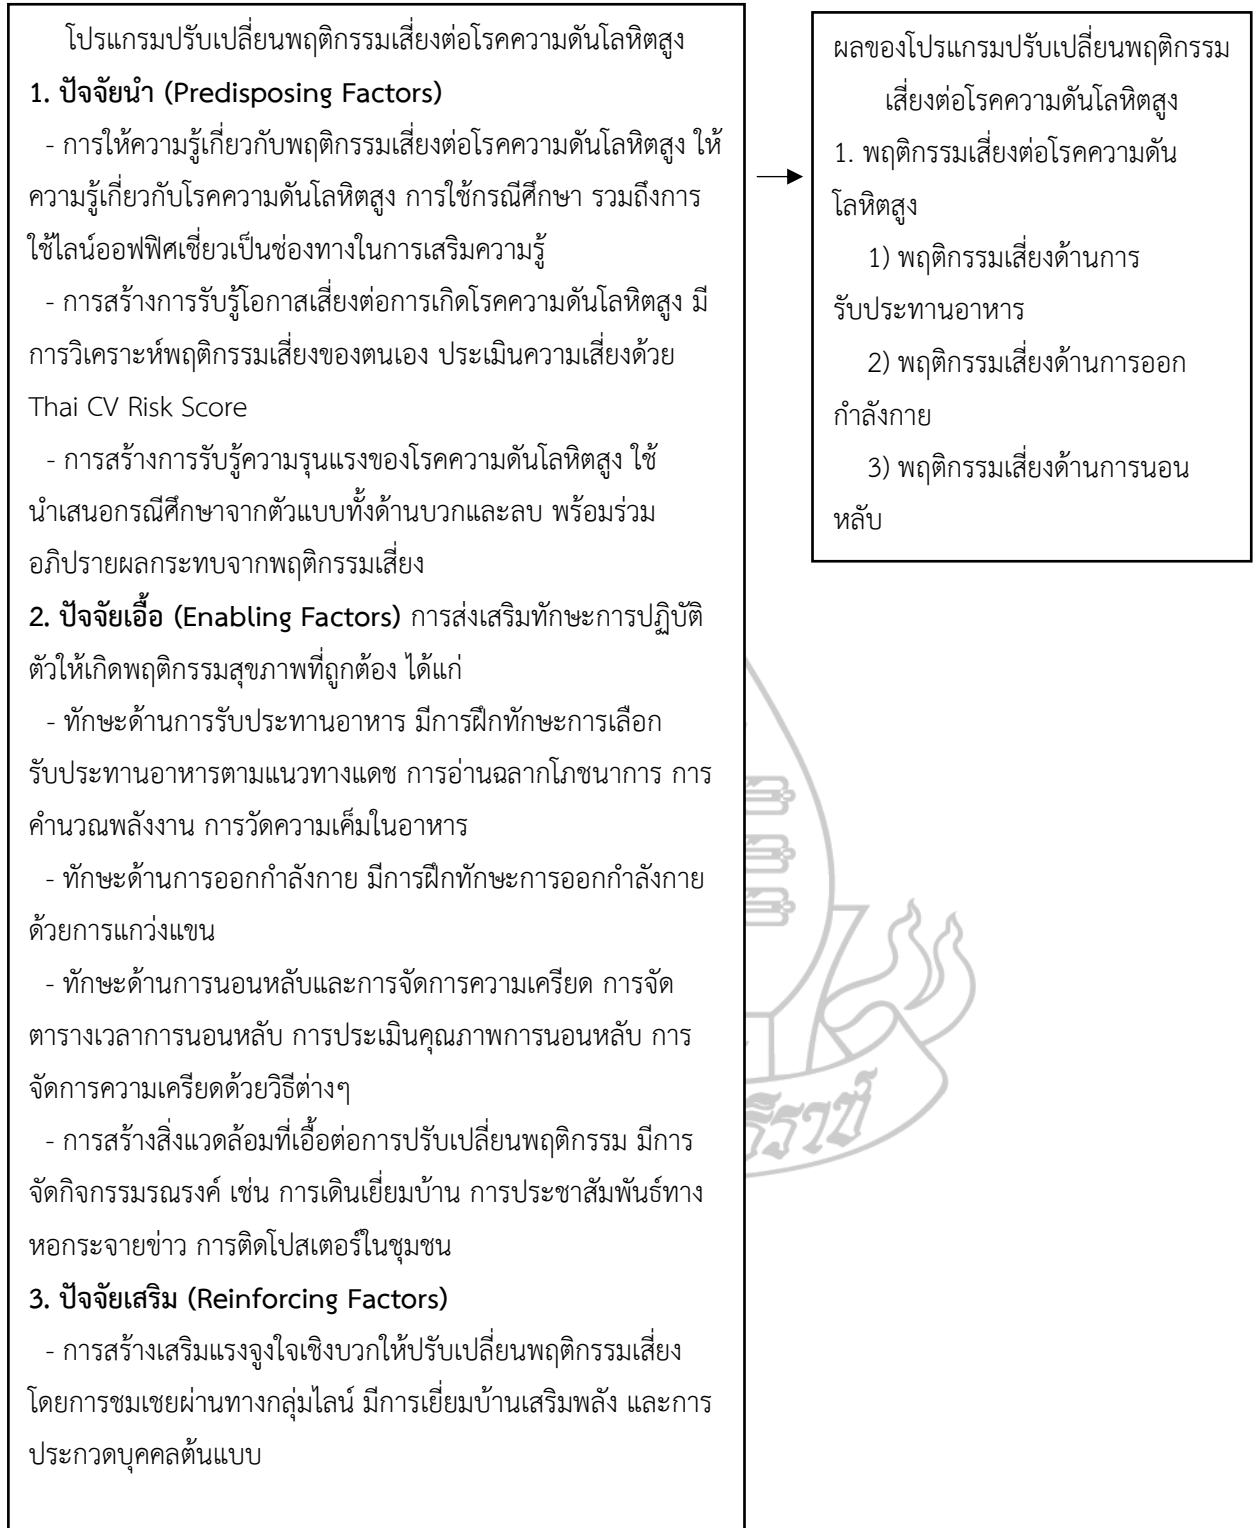 โปรแกรมปรับเปลี่ยนพฤติกรรมเสี่ยงต่อโรคความดันโลหิตสูง
1. ปัจจัยนำ (Predisposing Factors)
- การให้ความรู้เกี่ยวกับพฤติกรรมเสี่ยงต่อโรคความดันโลหิตสูง ให้
ความรู้เกี่ยวกับโรคความดันโลหิตสูง การใช้กรณีศึกษา รวมถึงการ
ใช้ไลน์ออฟฟิศเชี่ยวเป็นช่องทางในการเสริมความรู้
- การสร้างการรับรู้โอกาสเสี่ยงต่อการเกิดโรคความดันโลหิตสูง มี
การวิเคราะห์พฤติกรรมเสี่ยงของตนเอง ประเมินความเสี่ยงด้วย
Thai CV Risk Score
- การสร้างการรับรู้ความรุนแรงของโรคความดันโลหิตสูง ใช้
นำเสนอกรณีศึกษาจากตัวแบบทั้งด้านบวกและลบ พร้อมร่วม
อภิปรายผลกระทบจากพฤติกรรมเสี่ยง
2. ปัจจัยเอื้อ (Enabling Factors) การส่งเสริมทักษะการปฏิบัติ
ตัวให้เกิดพฤติกรรมสุขภาพที่ถูกต้อง ได้แก่
- ทักษะด้านการรับประทานอาหาร มีการฝึกทักษะการเลือก
รับประทานอาหารตามแนวทางแดช การอ่านฉลากโภชนาการ การ
คำนวณพลังงาน การวัดความเค็มในอาหาร
- ทักษะด้านการออกกำลังกาย มีการฝึกทักษะการออกกำลังกาย
ด้วยการแกว่งแขน
- ทักษะด้านการนอนหลับและการจัดการความเครียด การจัด
ตารางเวลาการนอนหลับ การประเมินคุณภาพการนอนหลับ การ
จัดการความเครียดด้วยวิธีต่างๆ
- การสร้างสิ่งแวดล้อมที่เอื้อต่อการปรับเปลี่ยนพฤติกรรม มีการ
จัดกิจกรรมรณรงค์ เช่น การเดินเยี่ยมบ้าน การประชาสัมพันธ์ทาง
หอกระจายข่าว การติดโปสเตอร์ในชุมชน
3. ปัจจัยเสริม (Reinforcing Factors)
- การสร้างเสริมแรงจูงใจเชิงบวกให้ปรับเปลี่ยนพฤติกรรมเสี่ยง
โดยการชมเชยผ่านทางกลุ่มไลน์ มีการเยี่ยมบ้านเสริมพลัง และการ
ประกวดบุคคลต้นแบบ
ผลของโปรแกรมปรับเปลี่ยนพฤติกรรม
เสี่ยงต่อโรคความดันโลหิตสูง
1. พฤติกรรมเสี่ยงต่อโรคความดัน
โลหิตสูง
1) พฤติกรรมเสี่ยงด้านการ
รับประทานอาหาร
2) พฤติกรรมเสี่ยงด้านการออก
กำลังกาย
3) พฤติกรรมเสี่ยงด้านการนอน
หลับ